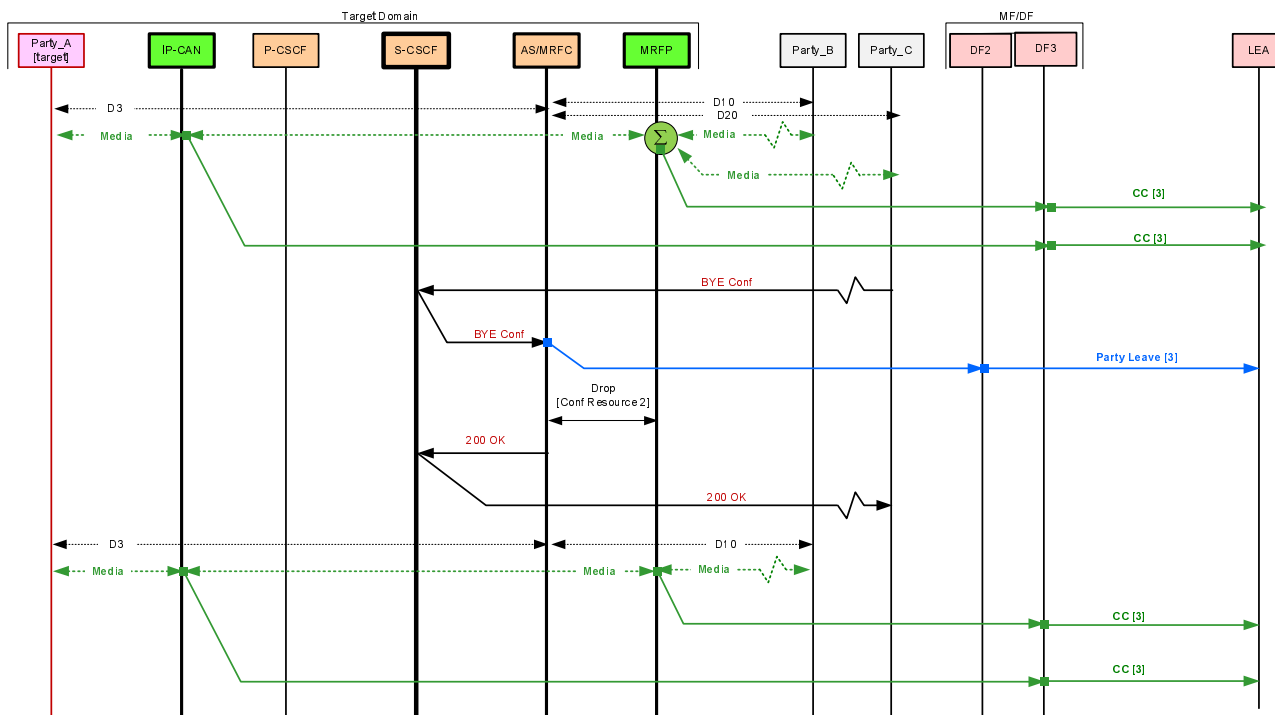 Target Domain
MF/DF
Party_A
[target]
IP-CAN
P-CSCF
S-CSCF
AS/MRFC
MRFP
Party_B
Party_C
DF2
DF3
LEA
D3
D10
D20
Media
Media
Σ
Media
Media
CC [3]
CC [3]
BYE Conf
BYE Conf
Party Leave [3]
Drop
[Conf Resource 2]
200 OK
200 OK
D3
D10
Media
Media
Media
CC [3]
CC [3]